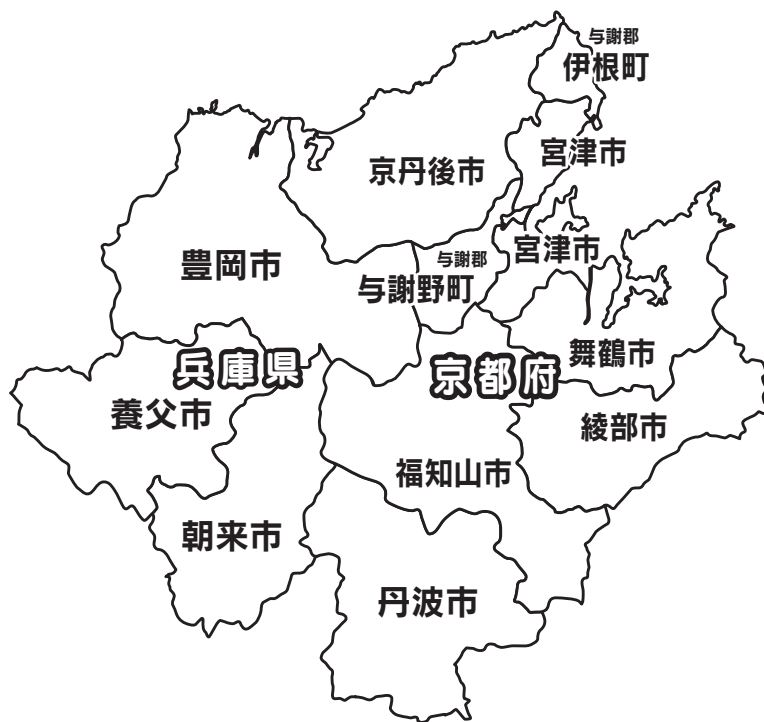 与謝郡
伊根町
宮津市
京丹後市
宮津市
与謝郡
与謝野町
豊岡市
舞鶴市
兵庫県
京都府
養父市
綾部市
福知山市
朝来市
丹波市